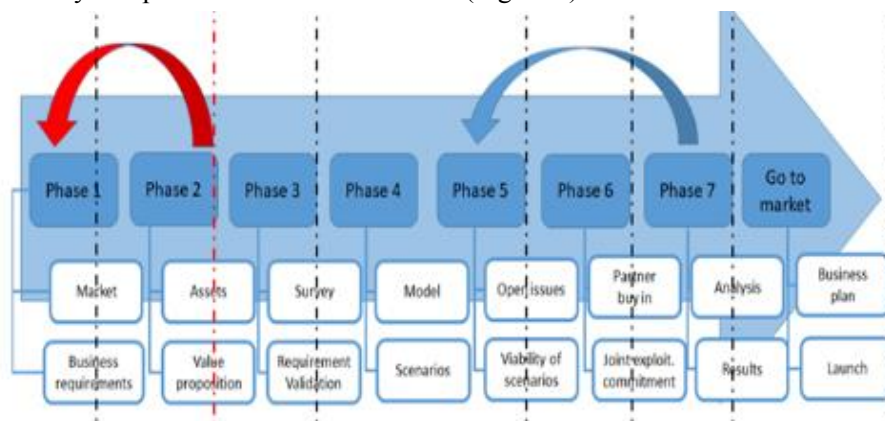 Phase 1
Phase 2
Phase 3
Phase 4
Phase 5
Phase 6
Phase 7
Go to
market
Market
Assets
Survey
Model
Open issues
Partner
buy in
Analysis
Business
plan
Business
requirements
Value
proposition
Requirement
Validation
Scenarios
Viability of
scenarios
Joint exploit.
commitment
Results
Launch